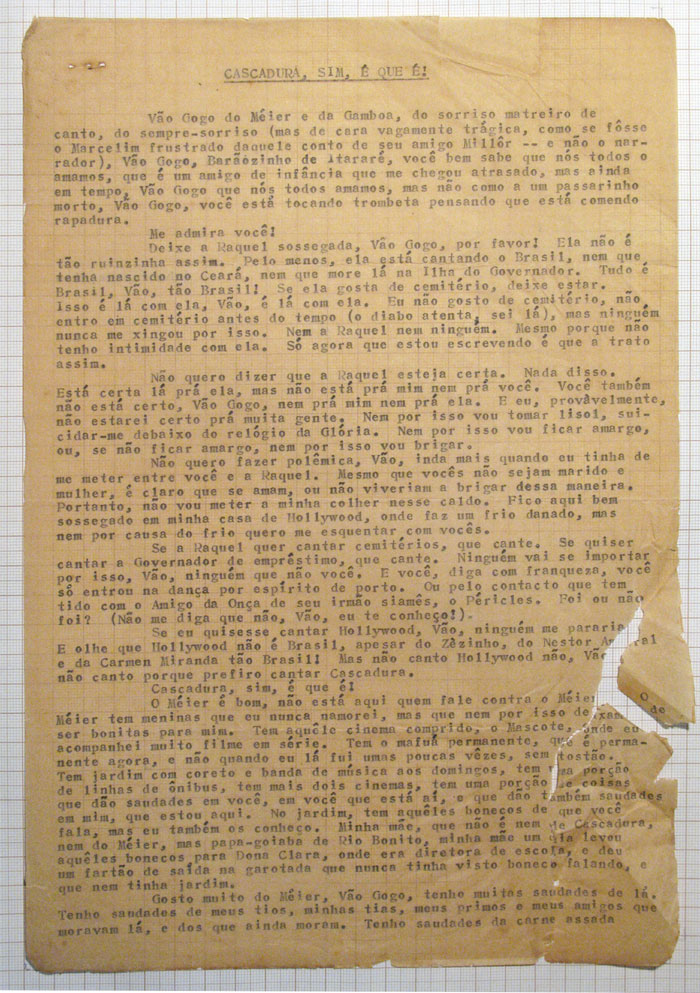 CASCADURA, SIM, É QUE É!
Vão Gogo do Méier e da Gamboa, do sorriso matreiro de
canto, do sempre-sorriso (mas de cara vagamente trágica, como se fôsse
o Marcelim frustrado daquele conto de seu amigo Millôr -- e não o nar-
rador), Vão Gogo, Barãozinho de Itararé, você bem sabe que nós todos o
amamos, que é um amigo de infância que me chegou atrasado, mas ainda
em tempo, Vão Gogo que nós todos amamos, mas não como a um passarinho
morto, Vão Gogo, você está tocando trombeta pensando que está comendo
rapadura.
Me admira você!
Deixe a Raquel sossegada, Vão Gogo, por favor! Ela não é
tão ruinzinha assim. Pelo menos, ela está cantando o Brasil, nem que
tenha nascido no Ceará, nem que more lá na Ilha do Governador. Tudo é
Brasil, Vão, tão Brasil! Se ela gosta de cemitério, deixe estar.
Isso é lá com ela, Vão, é lá com ela. Eu não gosto de cemitério, não
entro em cemitério antes do tempo (o diabo atenta, sei lá), mas ninguém
nunca me xingou por isso. Nem a Raquel nem ninguém. Mesmo porque não
tenho intimidade com ela. Só agora que estou escrevendo é que a trato
assim.
Não quero dizer que a Raquel esteja certa. Nada disso.
Está certa lá prá ela, mas não está prá mim nem prá você. Você também
não está certo, Vão Gogo, nem prá mim nem prá ela. E eu, provàvelmente,
não estarei certo prá muita gente. Nem por isso vou tomar lisol, sui-
cidar-me debaixo do relógio da Glória. Nem por isso vou ficar amargo,
ou, se não ficar amargo, nem por isso vou brigar.
Não quero fazer polêmica, Vão, inda mais quando eu tinha de
me meter entre você e a Raquel. Mesmo que vocês não sejam marido e
mulher, é claro que se amam, ou não viveriam a brigar dessa maneira.
Portanto, não vou meter a minha colher nesse caldo. Fico aqui bem
sossegado em minha casa de Hollywood, onde faz um frio danado, mas
nem por causa do frio quero me esquentar com vocês.
Se a Raquel quer cantar cemitérios, que cante. Se quiser
cantar a Governador de empréstimo, que cante. Ninguém vai se importar
por isso, Vão, ninguém que não você. E você, diga com franqueza, você
só entrou na dança por espírito de porto. Ou pelo contacto que tem
tido com o Amigo da Onça de seu irmão siamês, o Péricles. Foi ou não
foi? (Não me diga que não, Vão, eu te conheço!).
Se eu quisesse cantar Hollywood, Vão, ninguém me pararia.
E olhe que Hollywood não é Brasil, apesar do Zèzinho, do Nestor Amaral
e da Carmen Miranda tão Brasil! Mas não canto Hollywood não, Vão
não canto porque prefiro cantar Cascadura.
Cascadura, sim, é que é!
O Méier é bom, não está aqui quem fale contra o Méier. O
Méier tem meninas que eu nunca namorei, mas que nem por isso deixam de
ser bonitas para mim. Tem aquêle cinema comprido, o Mascote, onde eu
acompanhei muito filme em série. Tem o mafuá permanente, que é perma-
nente agora, e não quando eu lá fui umas poucas vêzes, sem tostão.
Tem jardim com coreto e banda de música aos domingos, tem uma porção
de linhas de ônibus, tem mais dois cinemas, tem uma porção de coisas
que dão saudades em você, em você que está aí, e que dão também saudades
em mim, que estou aqui. No jardim, tem aquêles bonecos de que você
fala, mas eu também os conheço. Minha mãe, que não é nem de Cascadura,
nem do Méier, mas papa-goiaba de Rio Bonito, minha mãe um dia levou
aquêles bonecos para Dona Clara, onde era diretora de escola, e deu
um fartão de saída na garotada que nunca tinha visto boneco falando, e
que nem tinha jardim.
Gosto muito do Méier, Vão Gogo, tenho muitas saudades de lá.
Tenho saudades de meus tios, minhas tias, meus primos e meus amigos que
moravam lá, e dos que ainda moram. Tenho saudades da carne assada